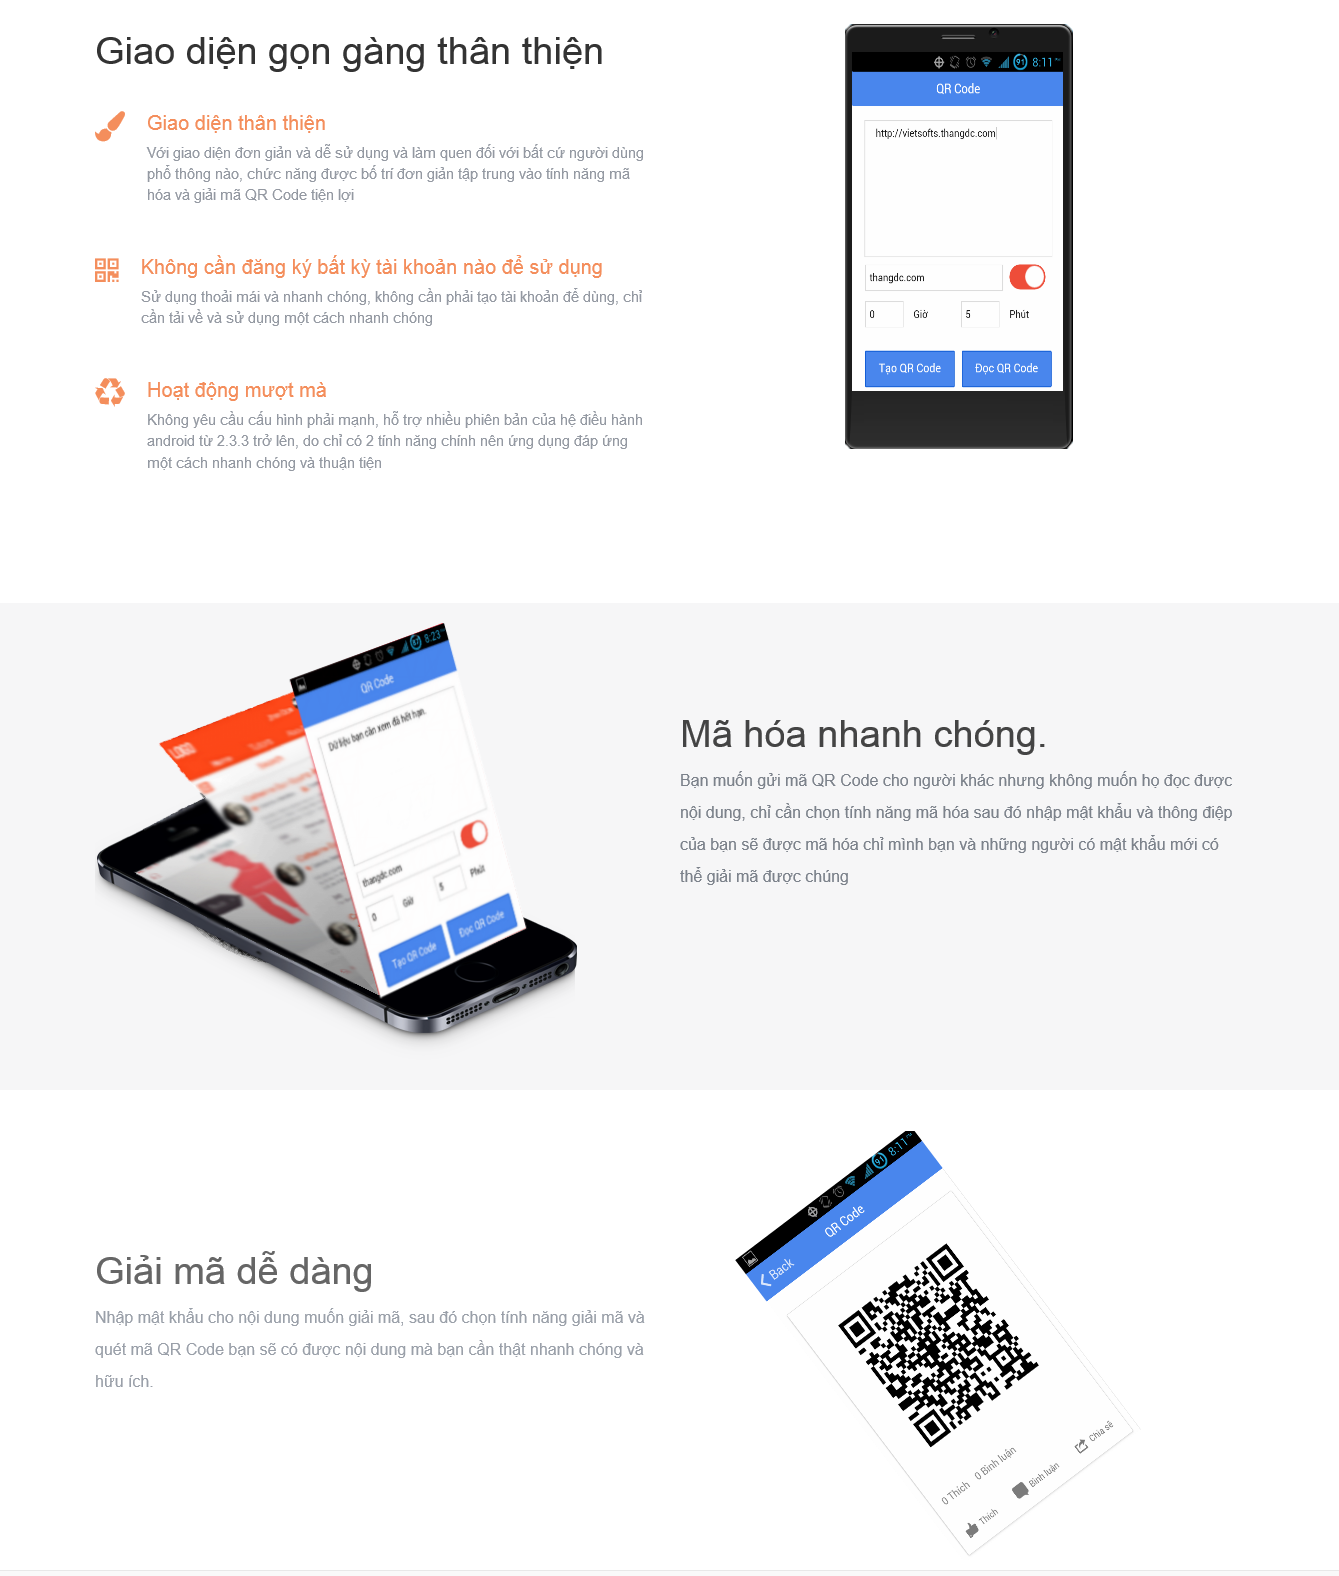 Giao diện gọn gàng thân thiện
Giao diện thân thiện
Với giao diện đơn giản và dễ sử dụng và làm quen đối với bất cứ người dùng
phổ thông nào, chức năng được bố trí đơn giản tập trung vào tính năng mã
hóa và giải mã QR Code tiện lợi
Không cần đăng ký bất kỳ tài khoản nào để sử dụng
Sử dụng thoải mái và nhanh chóng, không cần phải tạo tài khoản để dùng, chỉ
cần tải về và sử dụng một cách nhanh chóng
Hoạt động mượt mà
Không yêu cầu cấu hình phải mạnh, hỗ trợ nhiều phiên bản của hệ điều hành
android từ 2.3.3 trở lên, do chỉ có 2 tính năng chính nên ứng dụng đáp ứng
một cách nhanh chóng và thuận tiện
91 8:11
QR Code
http://vietsofts.thangdc.com
thangdc.com
0 Giờ 5 Phút
Tạo QR Code Đọc QR Code
8:23
QR Code
Dữ liệu bạn cần xem đã hết hạn.
thangdc.com
0 Giờ 5 Phút
Tạo QR Code Đọc QR Code
LOGO
Mã hóa nhanh chóng.
Bạn muốn gửi mã QR Code cho người khác nhưng không muốn họ đọc được
nội dung, chỉ cần chọn tính năng mã hóa sau đó nhập mật khẩu và thông điệp
của bạn sẽ được mã hóa chỉ mình bạn và những người có mật khẩu mới có
thể giải mã được chúng
Giải mã dễ dàng
Nhập mật khẩu cho nội dung muốn giải mã, sau đó chọn tính năng giải mã và
quét mã QR Code bạn sẽ có được nội dung mà bạn cần thật nhanh chóng và
hữu ích.
91 8:11
Back QR Code
0 Thích 0 Bình luận
Thích Bình luận Chia sẽ